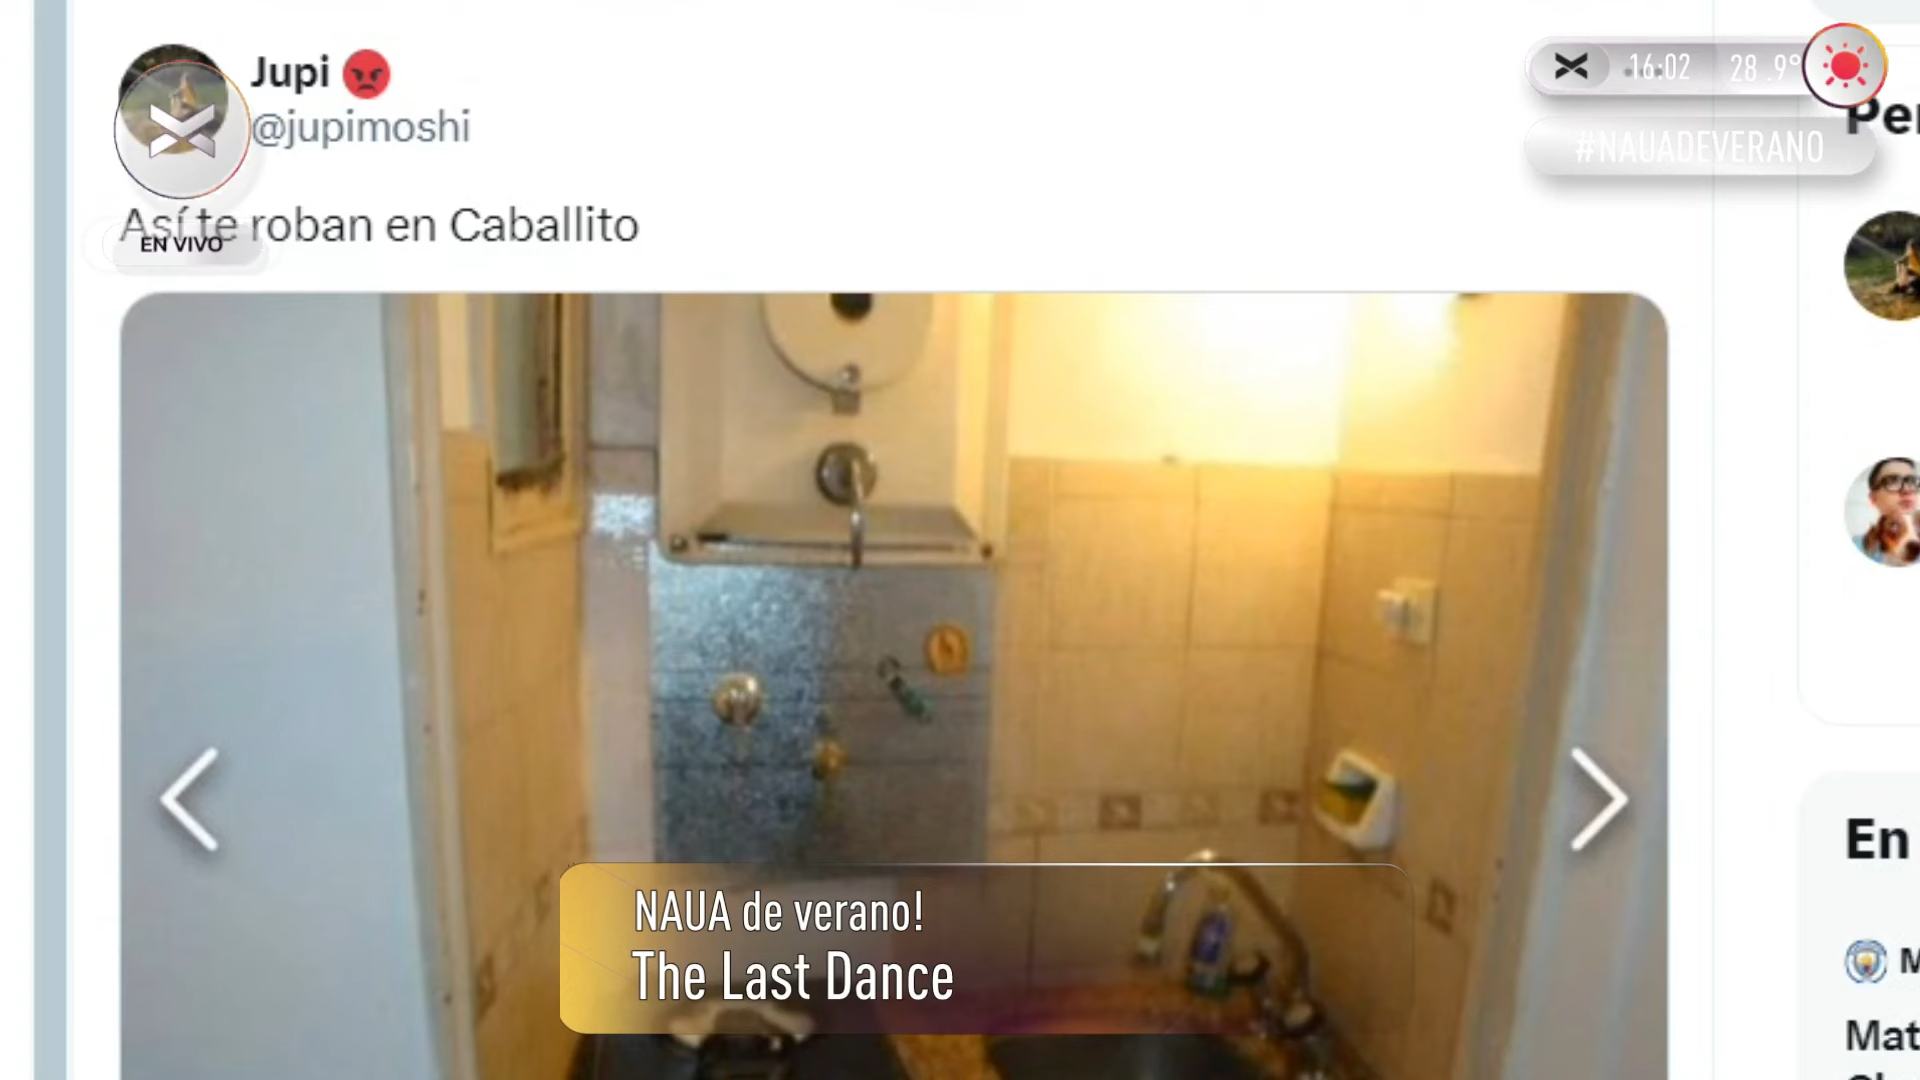 Jupi
@jupimoshi
Así te roban en Caballito
EN VIVO
16:02 28.9°
#NAUADEVERANO
Per
En
M
Mat
NAUA de verano!
The Last Dance